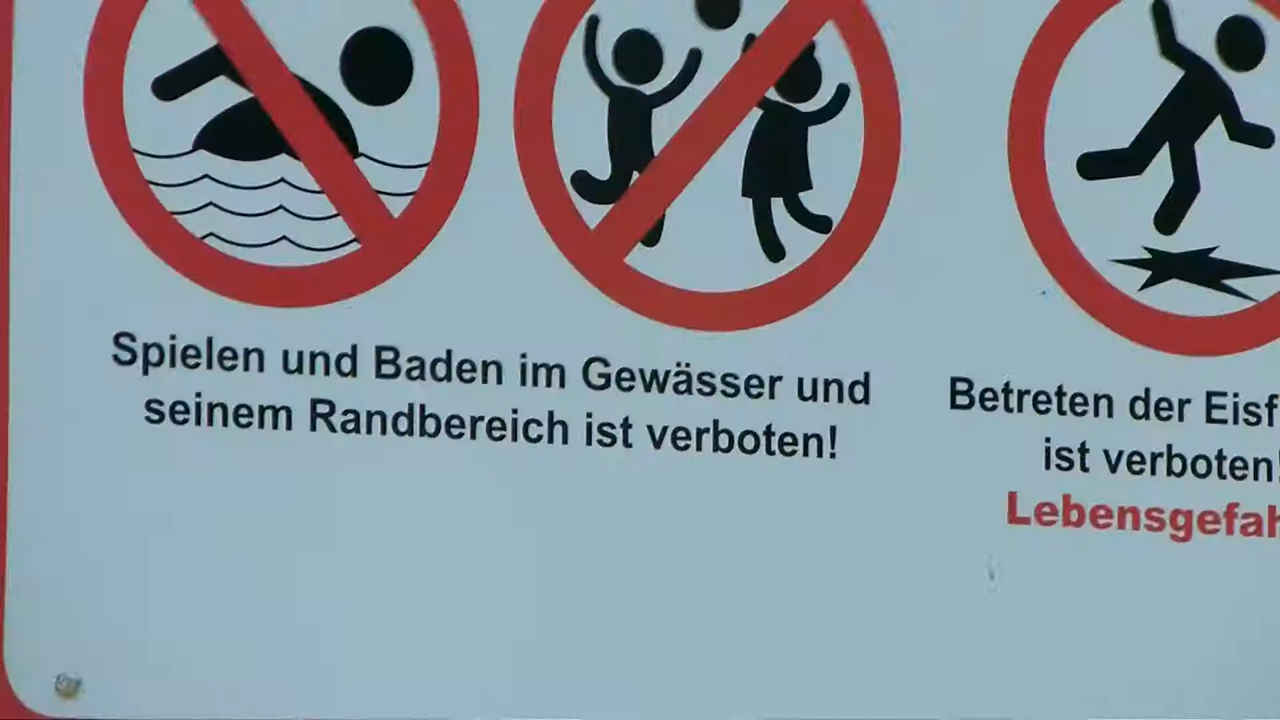 Spielen und Baden im Gewässer und
seinem Randbereich ist verboten!
Betreten der
ist verboten!